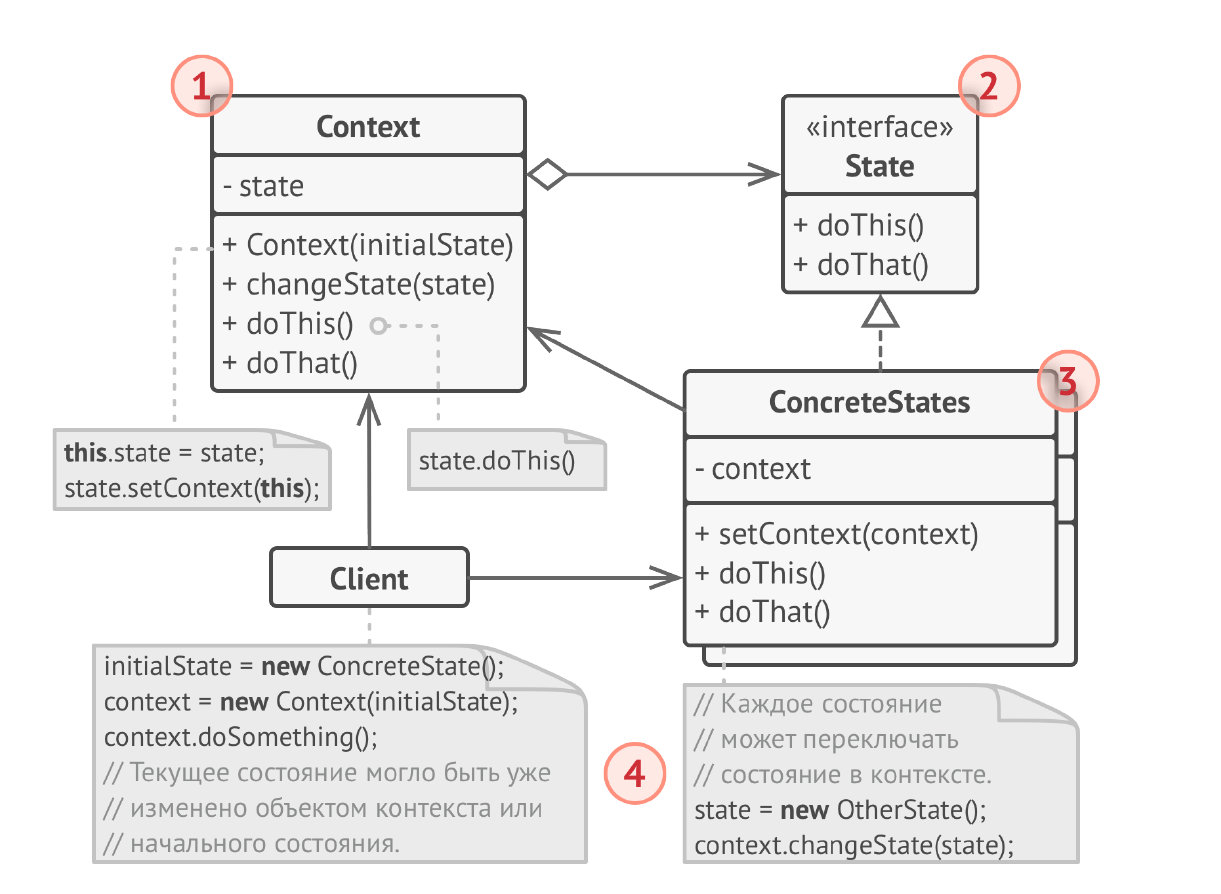 1
Context
- state
+ Context(initialState)
+ changeState(state)
+ doThis()
+ doThat()
2
«interface»
State
+ doThis()
+ doThat()
3
ConcreteStates
- context
+ setContext(context)
+ doThis()
+ doThat()
this.state = state;
state.setContext(this);
state.doThis()
Client
initialState = new ConcreteState();
context = new Context(initialState);
context.doSomething();
// Текущее состояние могло быть уже
// изменено объектом контекста или
// начального состояния.
4
// Каждое состояние
// может переключать
// состояние в контексте.
state = new OtherState();
context.changeState(state);